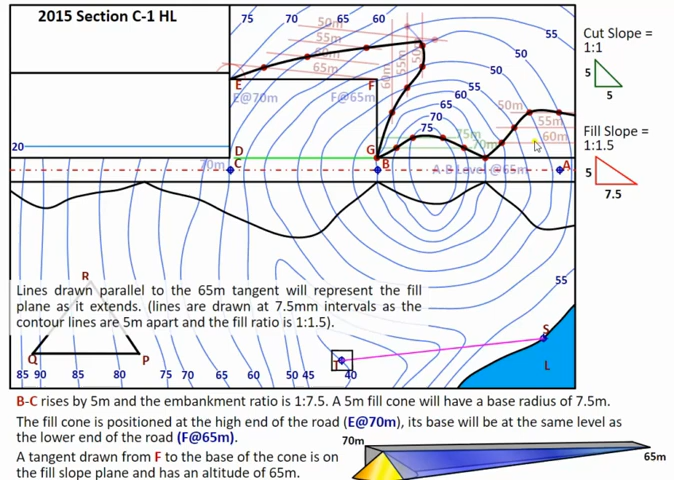 2015 Section C-1 HL
75 70 65 60
50m
55m
60m
65m
60m
55m
50m
55
50
50
55
50
55
60
65
70
75
E
F
E@70m
F@65m
20
D
C
70m
G
B
75m
70m
50m
55m
60m
A-B Level @65m
A
Cut Slope =
1:1
5
5
Fill Slope =
1:1.5
5
7.5
Lines drawn parallel to the 65m tangent will represent the fill
plane as it extends. (lines are drawn at 7.5mm intervals as the
contour lines are 5m apart and the fill ratio is 1:1.5).
R
Q
P
T
S
L
55
85 90 85 80 60 55 45 50 45 40
B-C rises by 5m and the embankment ratio is 1:7.5. A 5m fill cone will have a base radius of 7.5m.
The fill cone is positioned at the high end of the road (E@70m), its base will be at the same level as
the lower end of the road (F@65m).
A tangent drawn from F to the base of the cone is on
the fill slope plane and has an altitude of 65m.
70m
65m